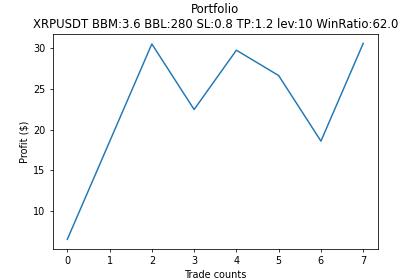 Portfolio
XRPUSDT BBM:3.6 BBL:280 SL:0.8 TP:1.2 lev:10 WinRatio:62.0
30
25
20
15
10
Profit ($)
0 1 2 3 4 5 6 7
Trade counts